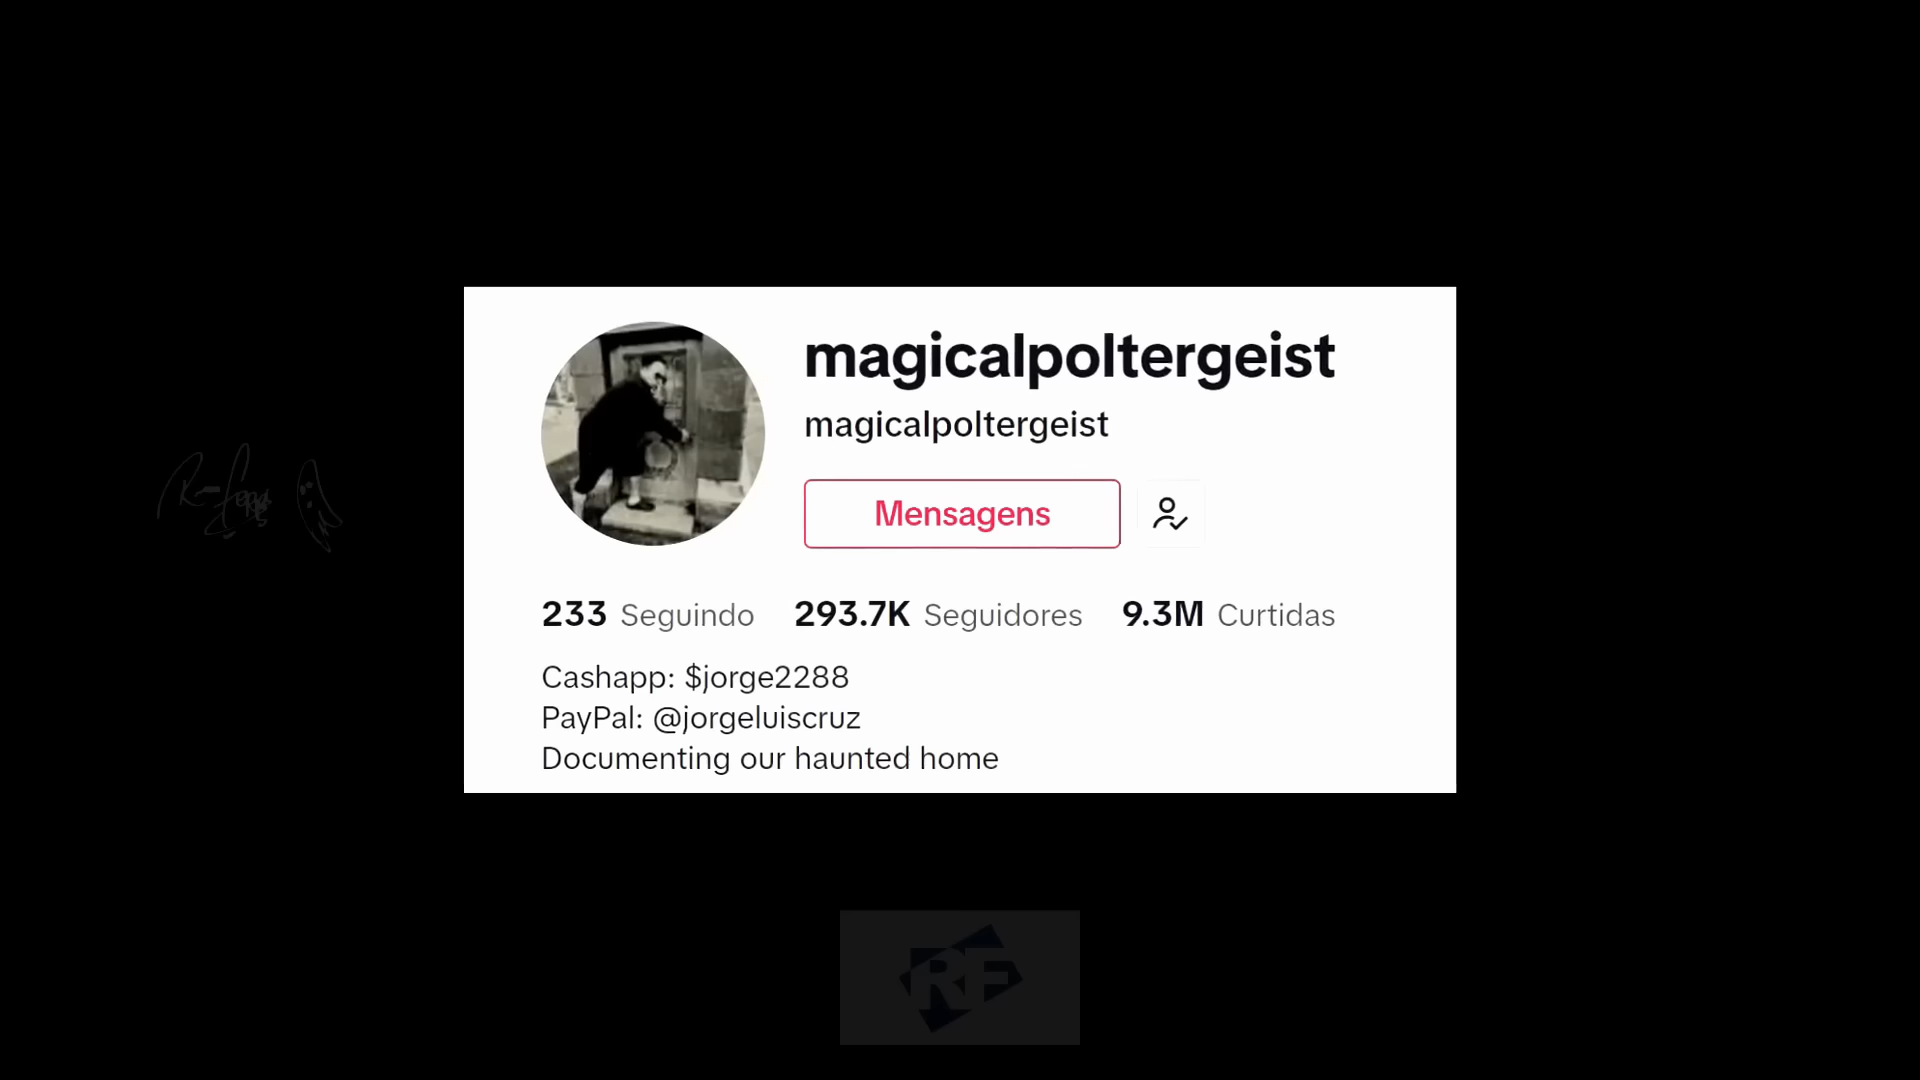 magicalpoltergeist
magicalpoltergeist
Mensagens
233 Seguindo 293.7K Seguidores 9.3M Curtidas
Cashapp: $jorge2288
PayPal: @jorgeluiscruz
Documenting our haunted home
RF